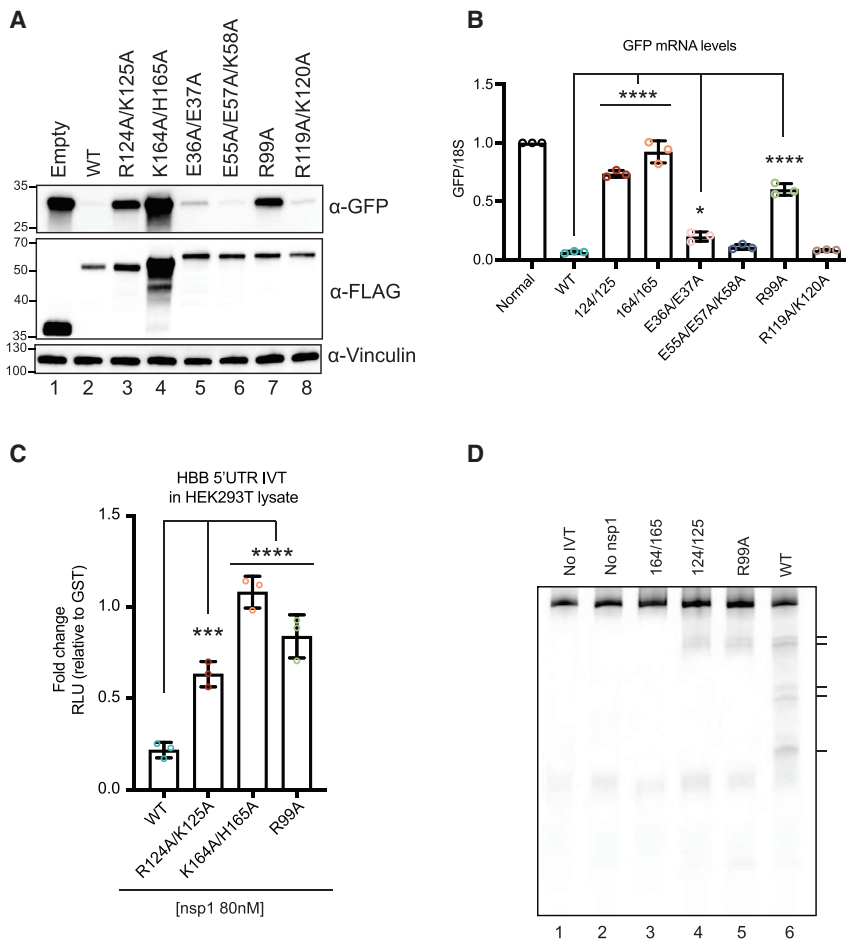 A
Empty
WT
R124A/K125A
K164A/H165A
E36A/E37A
E55A/E57A/K58A
R99A
R119A/K120A
35
25
α-GFP
70
50
40
35
α-FLAG
130
100
α-Vinculin
1 2 3 4 5 6 7 8
B
GFP mRNA levels
GFP/18S
1.5
1.0
0.5
0.0
****
*
****
Normal
WT
124/125
164/165
E36A/E37A
E55A/E57A/K58A
R99A
R119A/K120A
C
HBB 5'UTR IVT
in HEK293T lysate
Fold change
RLU (relative to GST)
1.5
1.0
0.5
0.0
***
****
WT
R124A/K125A
K164A/H165A
R99A
[nsp1 80nM]
D
No IVT
No nsp1
164/165
124/125
R99A
WT
1 2 3 4 5 6